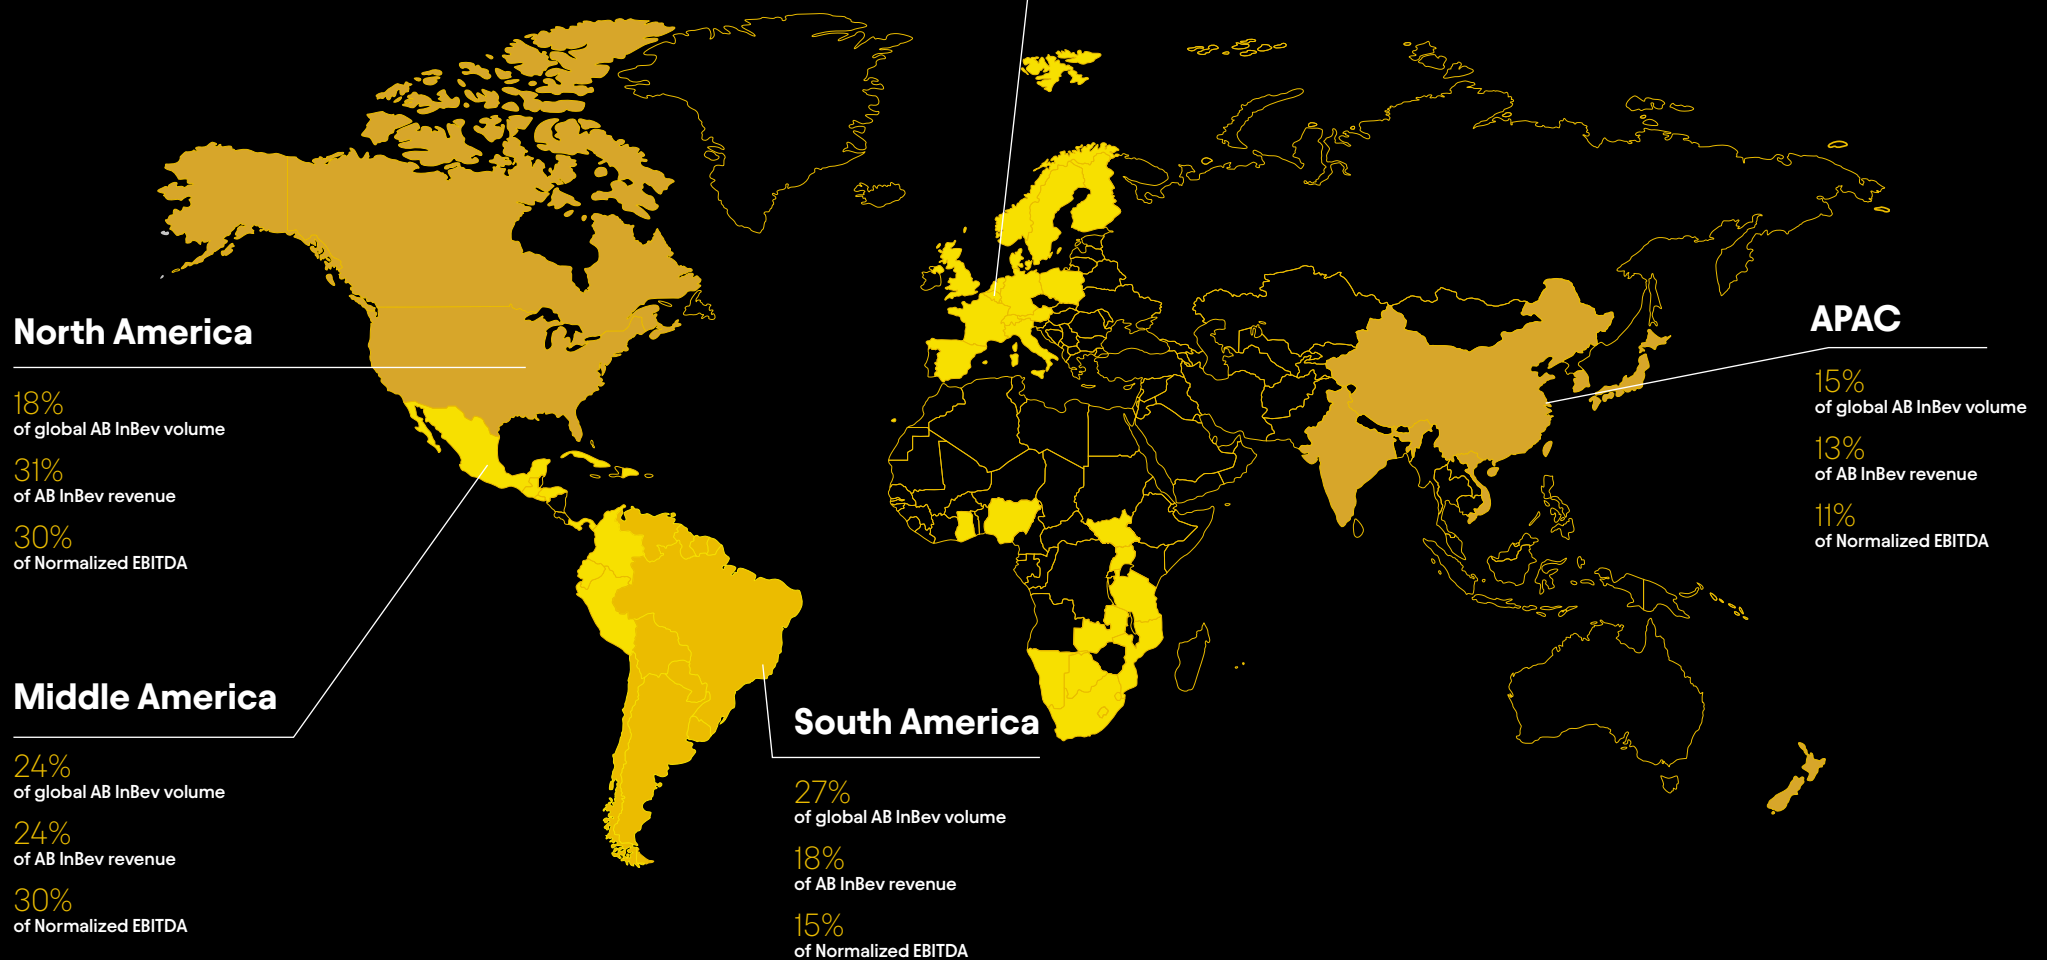 North America
18%
of global AB InBev volume
31%
of AB InBev revenue
30%
of Normalized EBITDA
Middle America
24%
of global AB InBev volume
24%
of AB InBev revenue
30%
of Normalized EBITDA
South America
27%
of global AB InBev volume
18%
of AB InBev revenue
15%
of Normalized EBITDA
APAC
15%
of global AB InBev volume
13%
of AB InBev revenue
11%
of Normalized EBITDA